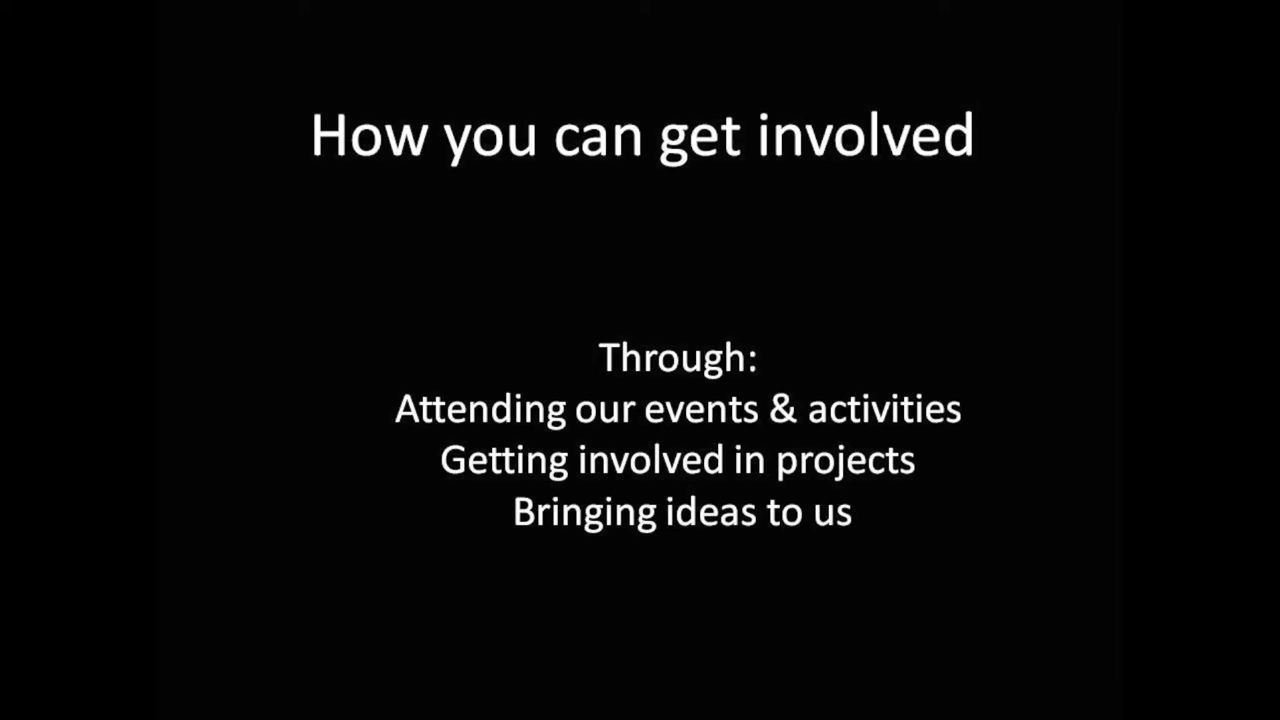 How you can get involved
Through:
Attending our events & activities
Getting involved in projects
Bringing ideas to us